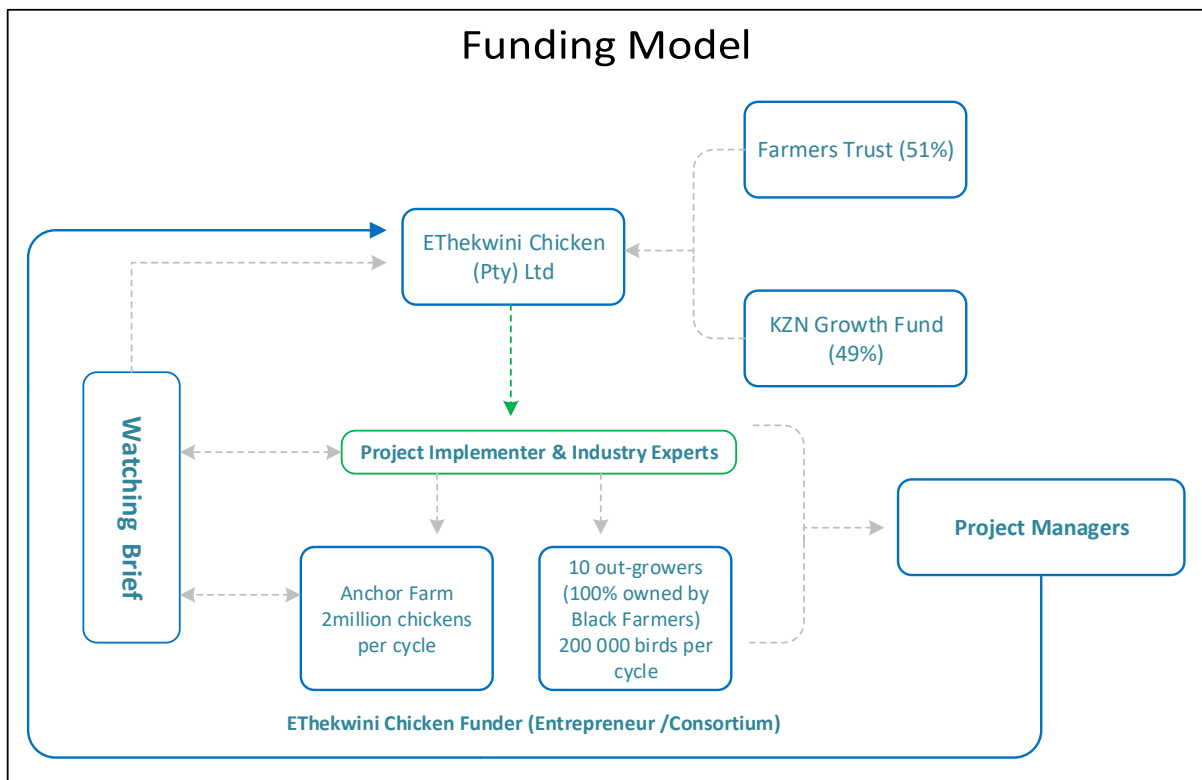 Funding Model
Farmers Trust (51%)
EThekwini Chicken
(Pty) Ltd
KZN Growth Fund
(49%)
Watching Brief
Project Implementer & Industry Experts
Project Managers
Anchor Farm
2million chickens
per cycle
10 out-growers
(100% owned by
Black Farmers)
200 000 birds per
cycle
EThekwini Chicken Funder (Entrepreneur /Consortium)